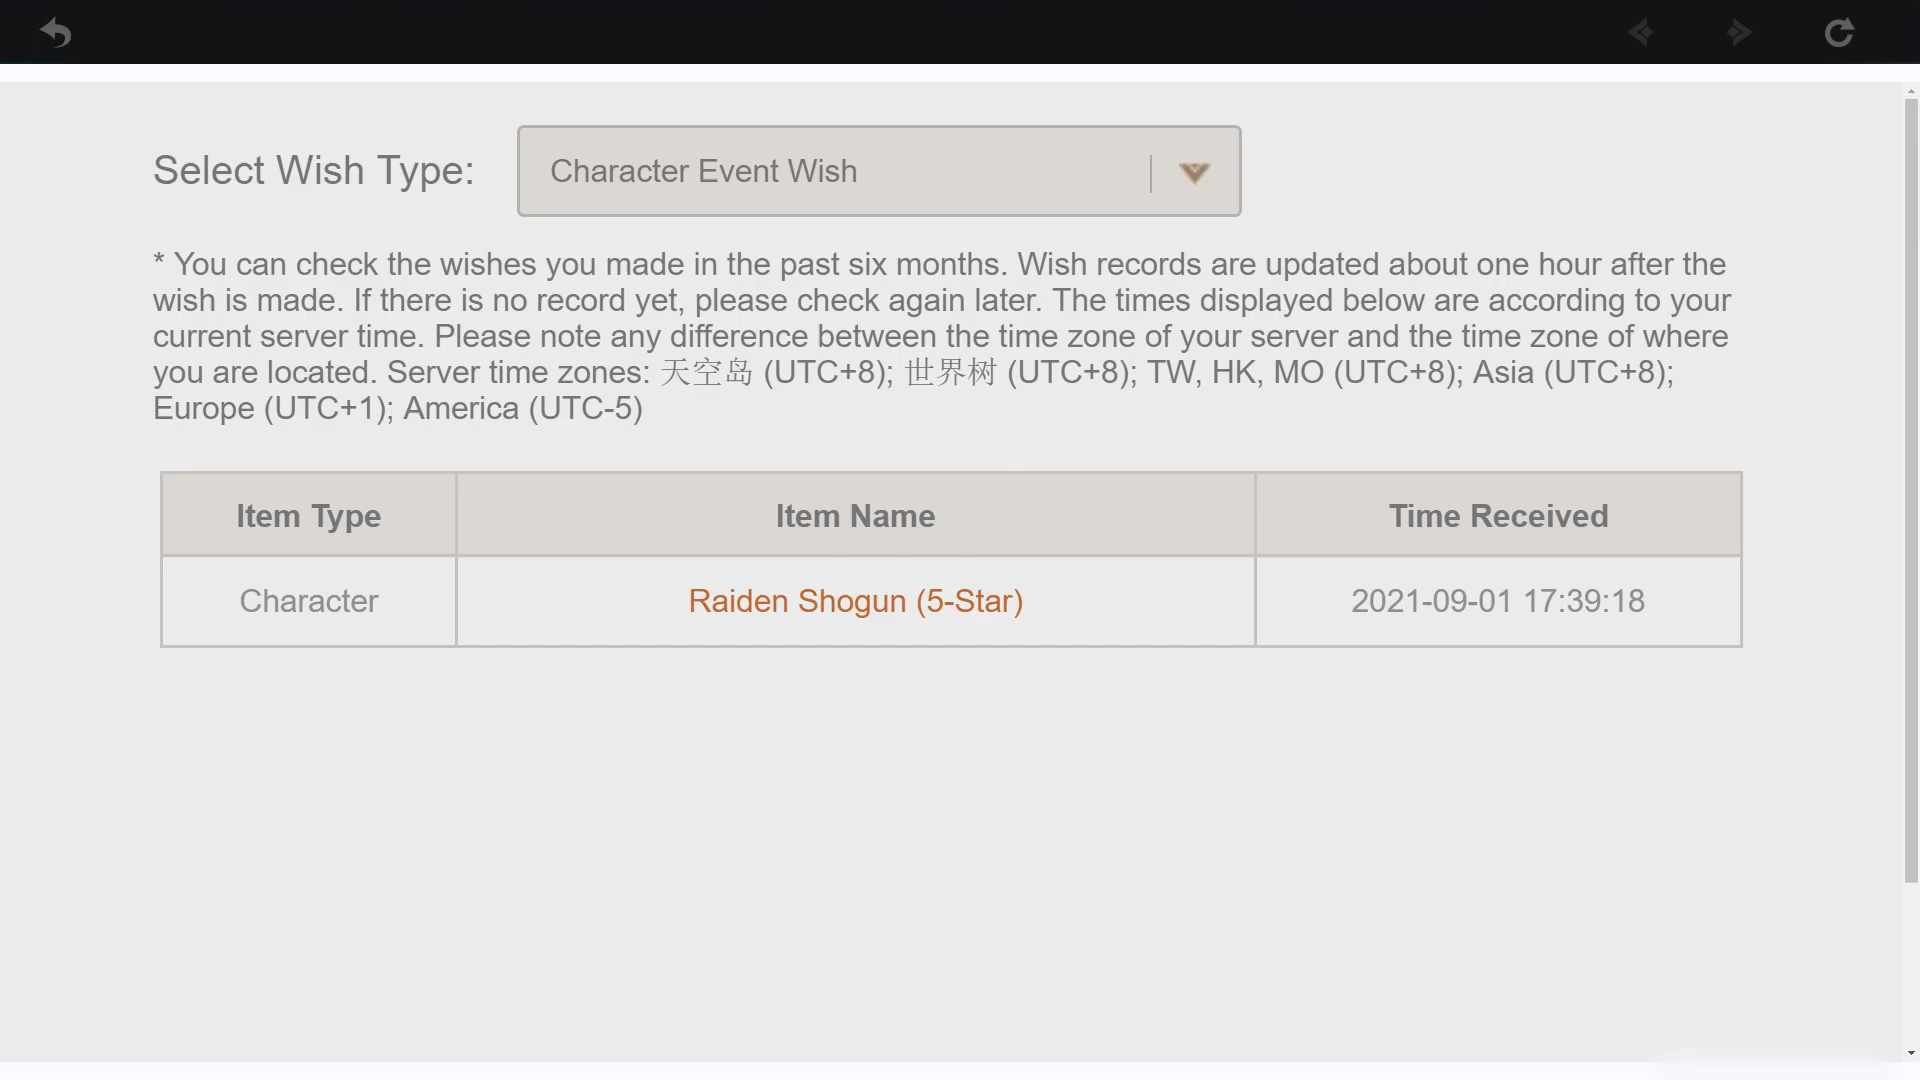 Select Wish Type:
Character Event Wish
* You can check the wishes you made in the past six months. Wish records are updated about one hour after the
wish is made. If there is no record yet, please check again later. The times displayed below are according to your
current server time. Please note any difference between the time zone of your server and the time zone of where
you are located. Server time zones: 天空岛 (UTC+8); 世界树 (UTC+8); TW, HK, MO (UTC+8); Asia (UTC+8);
Europe (UTC+1); America (UTC-5)
Item Type
Item Name
Time Received
Character
Raiden Shogun (5-Star)
2021-09-01 17:39:18